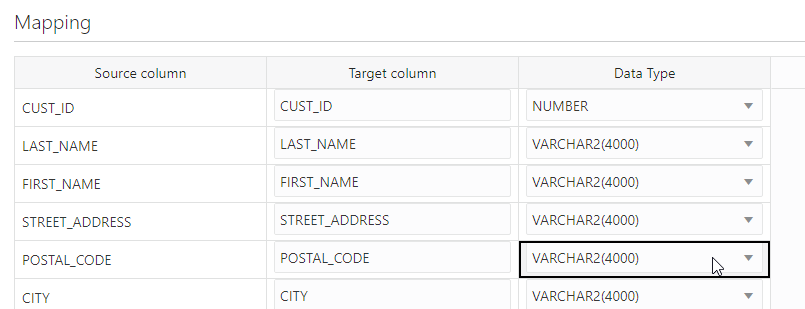 Mapping
Source column Target column Data Type
CUST_ID CUST_ID NUMBER
LAST_NAME LAST_NAME VARCHAR2(4000)
FIRST_NAME FIRST_NAME VARCHAR2(4000)
STREET_ADDRESS STREET_ADDRESS VARCHAR2(4000)
POSTAL_CODE POSTAL_CODE VARCHAR2(4000)
CITY CITY VARCHAR2(4000)